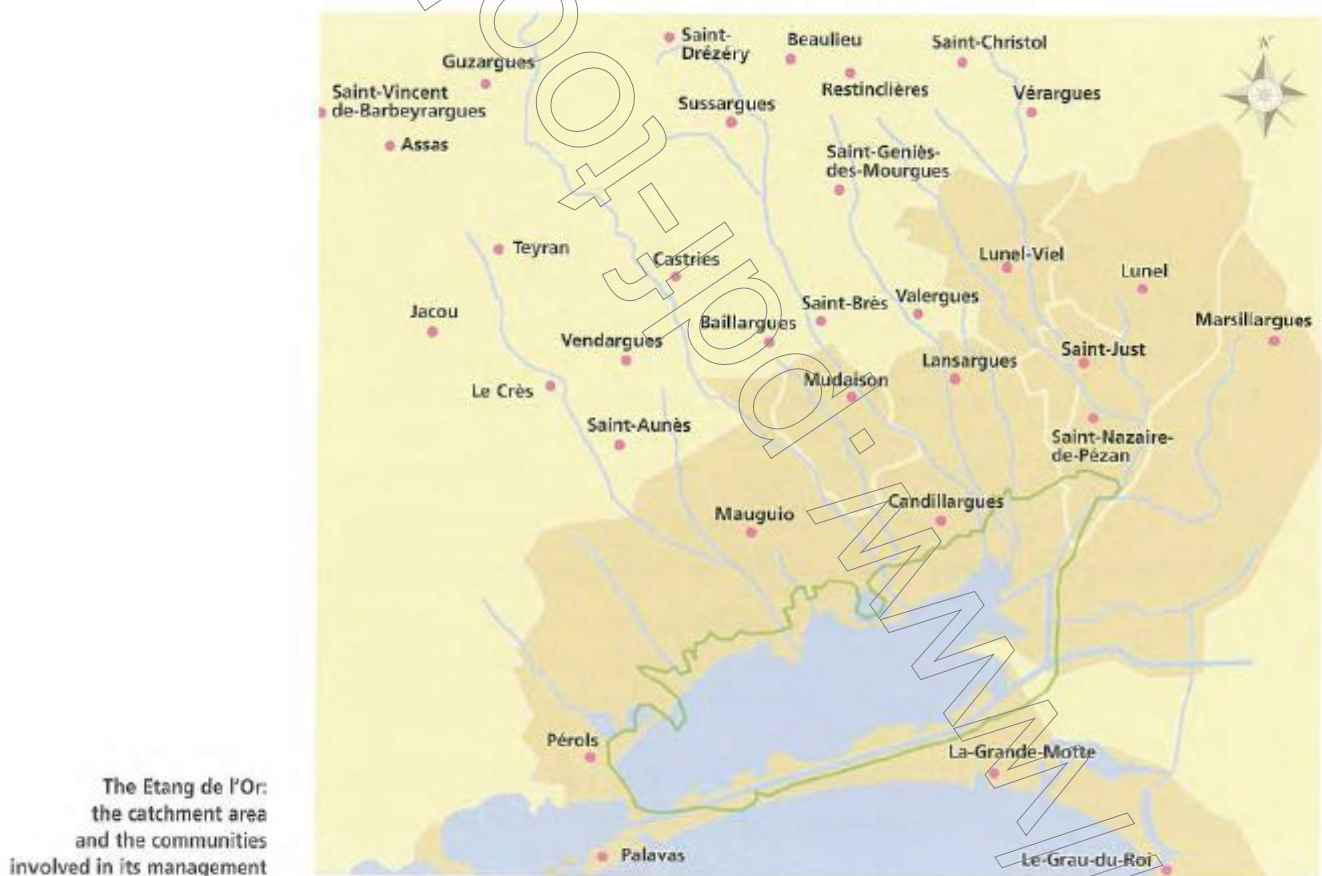 N
Saint-
Drézéry
Beaulieu
Saint-Christol
Guzargues
Restinclières
Saint-Vincent
de-Barbeyrargues
Sussargues
Vérargues
Assas
Saint-Geniès-
des-Mourgues
Teyran
Castries
Lunel-Viel
Lunel
Jacou
Saint-Brès
Valergues
Baillargues
Marsillargues
Vendargues
Saint-Just
Lansargues
Mudaison
Le Crès
Saint-Aunès
Saint-Nazaire-
de-Pézan
Candillargues
Mauguio
Pérols
La-Grande-Motte
Palavas
Le-Grau-du-Roi
The Etang de l'Or:
the catchment area
and the communities
involved in its management